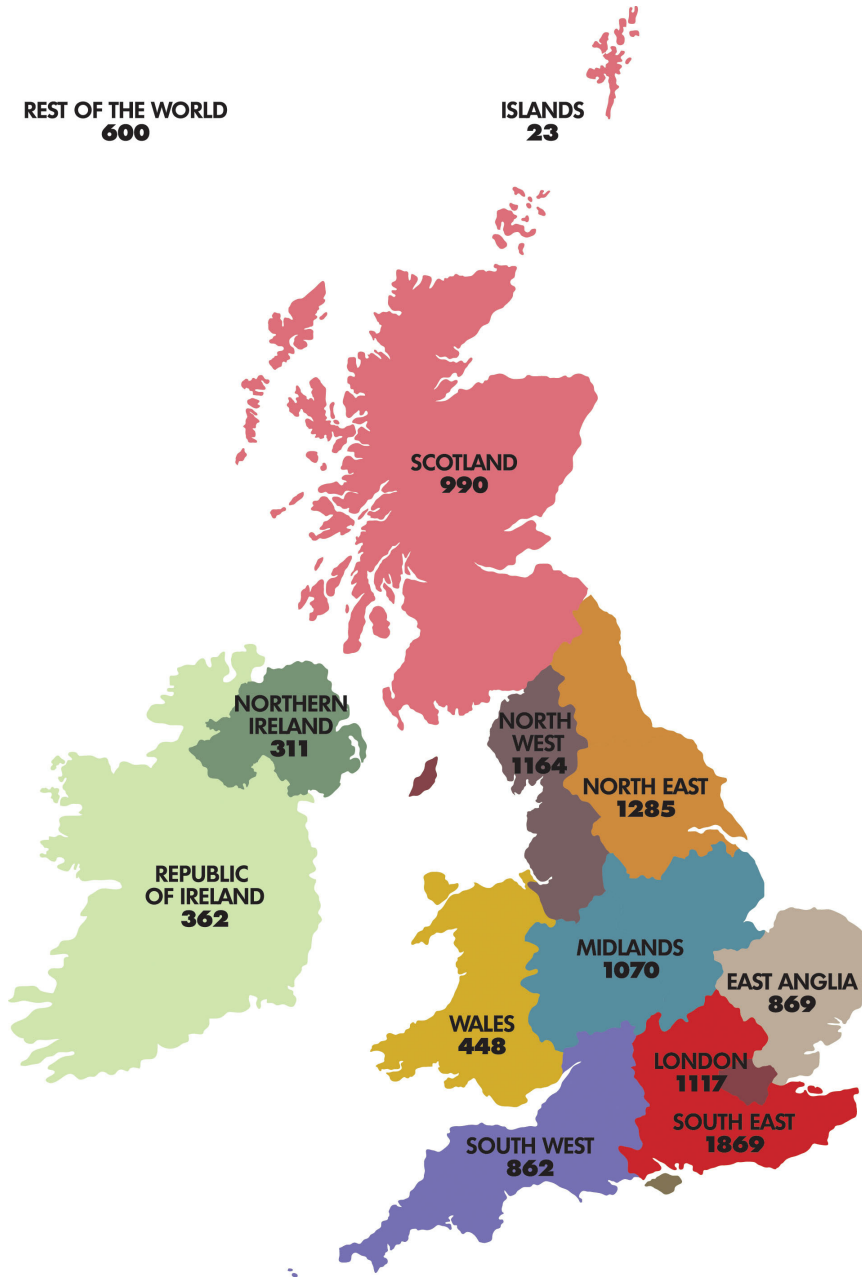 REST OF THE WORLD
600
ISLANDS
23
SCOTLAND
990
NORTHERN
IRELAND
311
NORTH
WEST
1164
NORTH EAST
1285
REPUBLIC
OF IRELAND
362
MIDLANDS
1070
EAST ANGLIA
869
WALES
448
LONDON
1117
SOUTH EAST
1869
SOUTH WEST
862